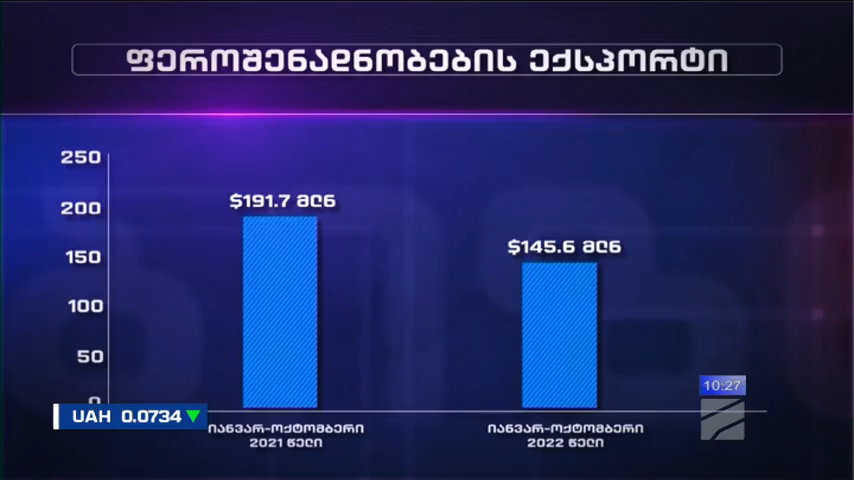 ფეროშენადნობების ექსპორტი
250
200
150
100
50
0
$191.7 მლნ
$145.6 მლნ
იანვარ-ოქტომბერი
2021 წელი
იანვარ-ოქტომბერი
2022 წელი
UAH 0.0734
10:27